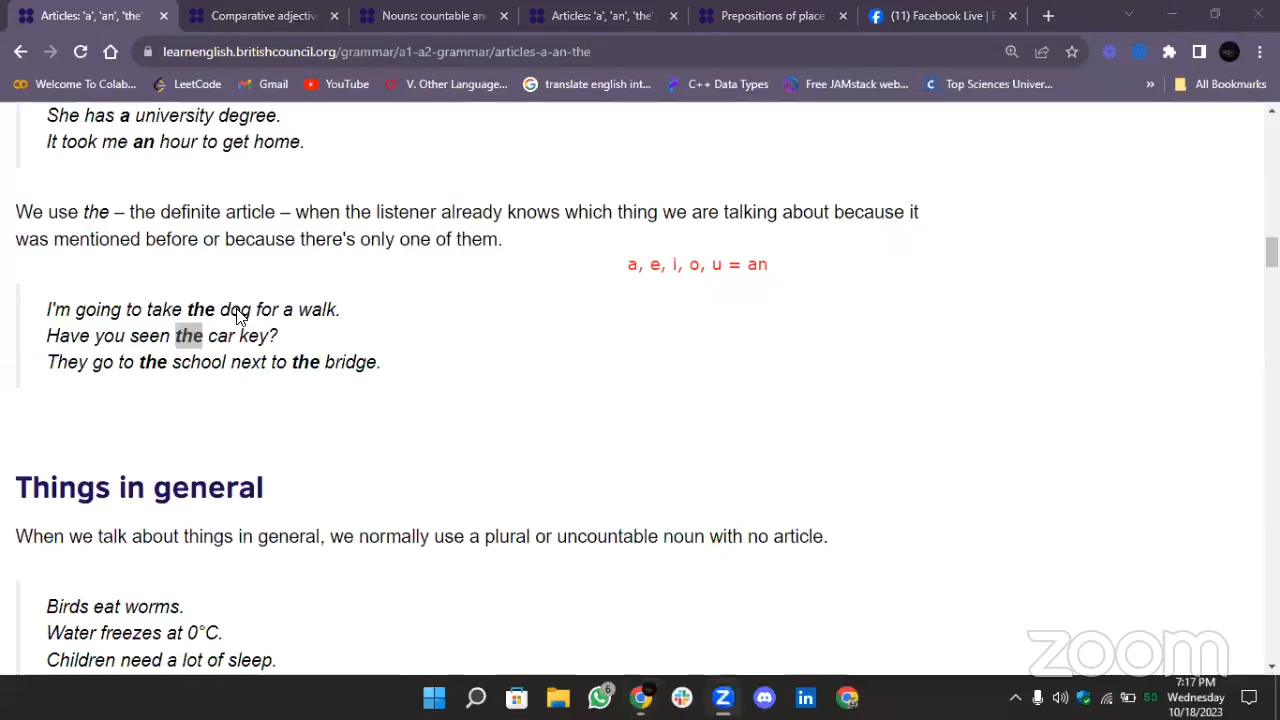 Articles: 'a', 'an', 'the'
Comparative adjectiv
Nouns: countable an
Articles: 'a', 'an', 'the'
Prepositions of place
(11) Facebook Live | F
learnenglish.britishcouncil.org/grammar/a1-a2-grammar/articles-a-an-the
Welcome To Colab...
LeetCode
Gmail
YouTube
V. Other Language...
translate english int...
C++ Data Types
Free JAMstack web...
Top Sciences Univer...
»
All Bookmarks
She has a university degree.
It took me an hour to get home.
We use the – the definite article – when the listener already knows which thing we are talking about because it
was mentioned before or because there's only one of them.
a, e, i, o, u = an
I'm going to take the dog for a walk.
Have you seen the car key?
They go to the school next to the bridge.
Things in general
When we talk about things in general, we normally use a plural or uncountable noun with no article.
Birds eat worms.
Water freezes at 0°C.
Children need a lot of sleep.
zoom
6
50
7:17 PM
Wednesday
10/18/2023